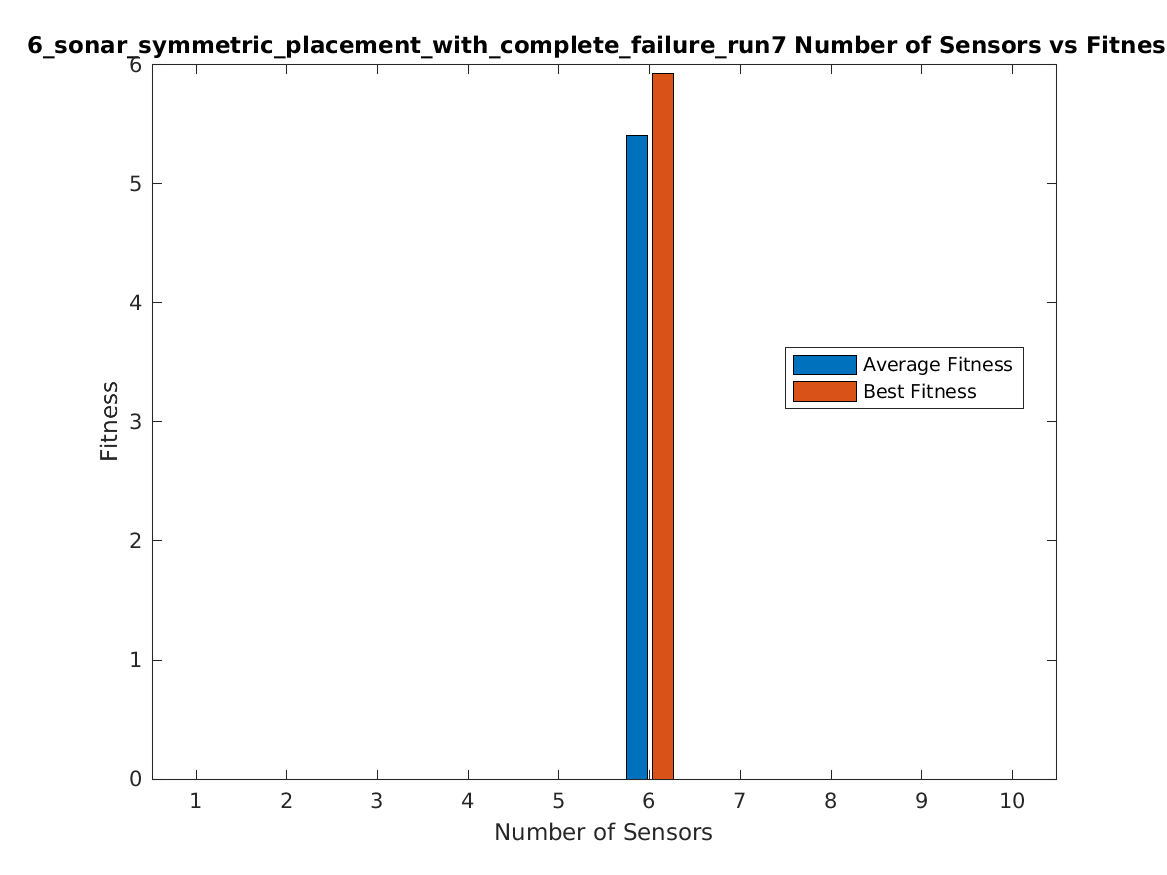 6_sonar_symmetric_placement_with_complete_failure_run7 Number of Sensors vs Fitnes
6
5
4
3
2
1
0
Fitness
Average Fitness
Best Fitness
1 2 3 4 5 6 7 8 9 10
Number of Sensors